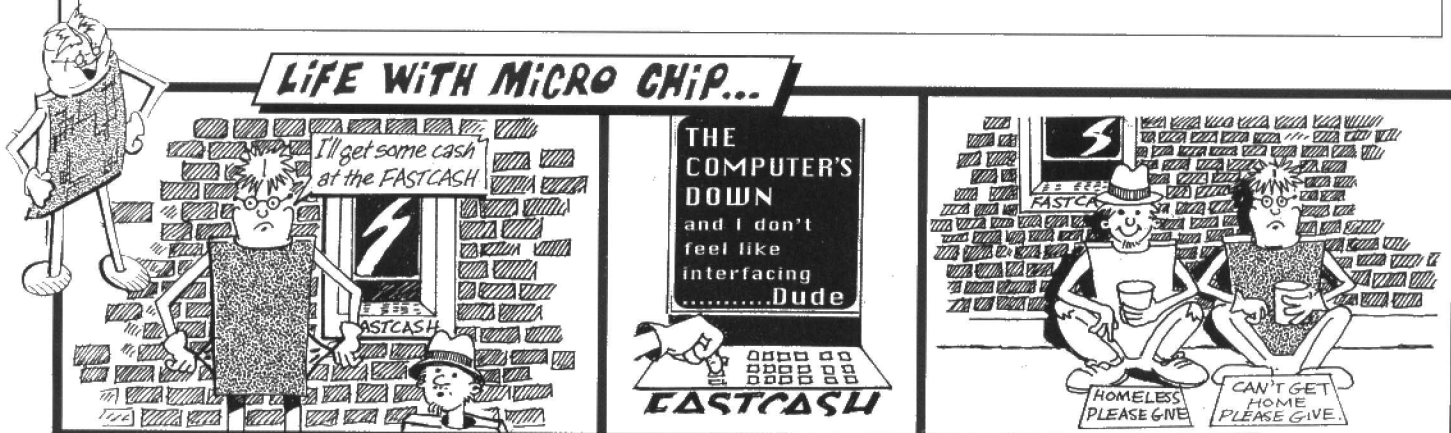 LiFE WiTH MiCRO CHiP...
I'll get some cash
at the FASTCASH
ASTCASH
THE
COMPUTER'S
DOWN
and I don't
feel like
interfacing
...........Dude
FASTCASH
FASTCA
HOMELESS
PLEASE GIVE
CAN'T GET
HOME
PLEASE GIVE.